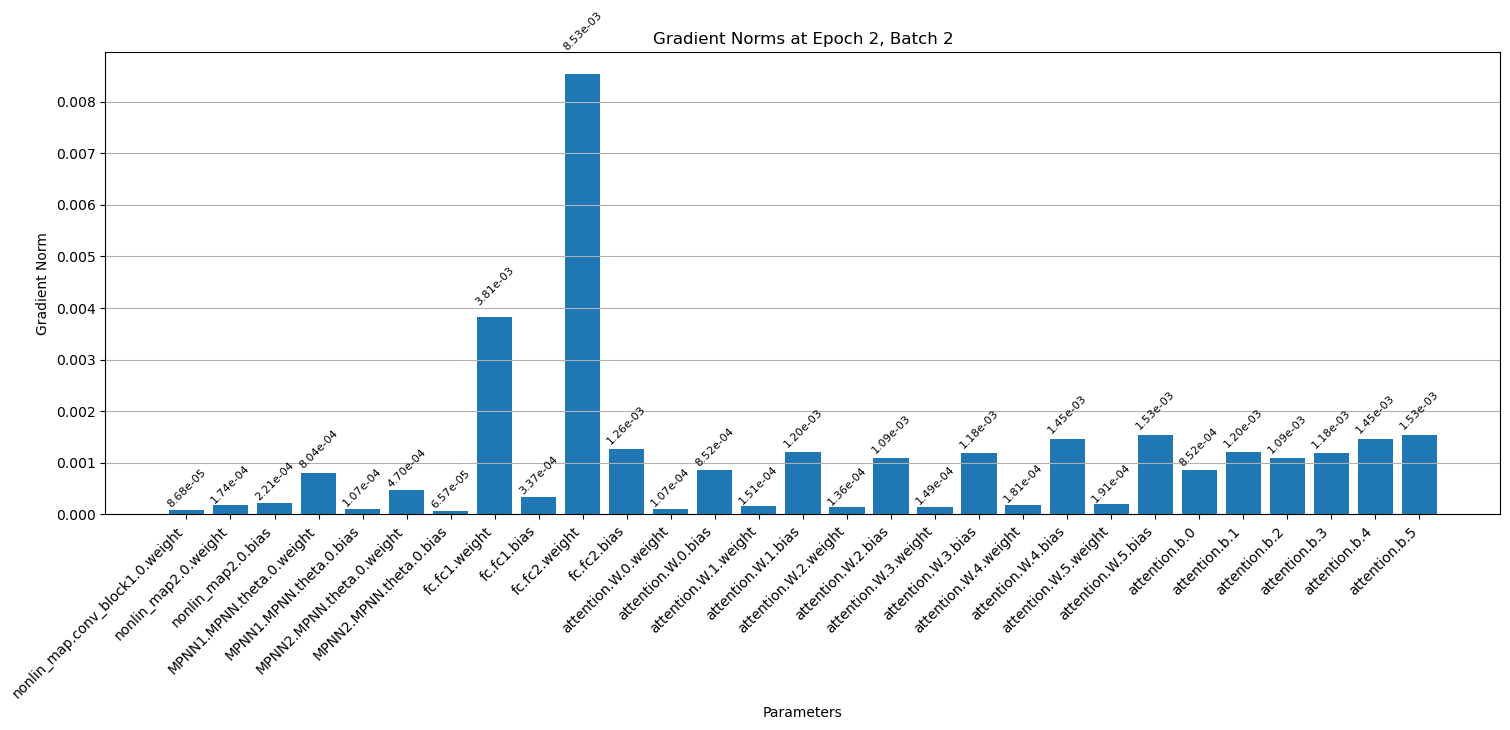 Gradient Norms at Epoch 2, Batch 2
Gradient Norm
0.008
0.007
0.006
0.005
0.004
0.003
0.002
0.001
0.000
8.68e-05
1.74e-04
2.21e-04
8.04e-04
1.07e-04
4.70e-04
6.57e-05
3.81e-03
3.37e-04
8.53e-03
1.26e-03
1.07e-04
8.52e-04
1.51e-04
1.20e-03
1.36e-04
1.09e-03
1.49e-04
1.18e-03
1.81e-04
1.45e-03
1.91e-04
1.53e-03
8.52e-04
1.20e-03
1.09e-03
1.18e-03
1.45e-03
1.53e-03
nonlin_map.conv_block1.0.weight
nonlin_map2.0.weight
nonlin_map2.0.bias
MPNN1.MPNN.theta.0.weight
MPNN1.MPNN.theta.0.bias
MPNN2.MPNN.theta.0.weight
MPNN2.MPNN.theta.0.bias
fc.fc1.weight
fc.fc1.bias
fc.fc2.weight
fc.fc2.bias
attention.W.0.weight
attention.W.0.bias
attention.W.1.weight
attention.W.1.bias
attention.W.2.weight
attention.W.2.bias
attention.W.3.weight
attention.W.3.bias
attention.W.4.weight
attention.W.4.bias
attention.W.5.weight
attention.W.5.bias
attention.b.0
attention.b.1
attention.b.2
attention.b.3
attention.b.4
attention.b.5
Parameters